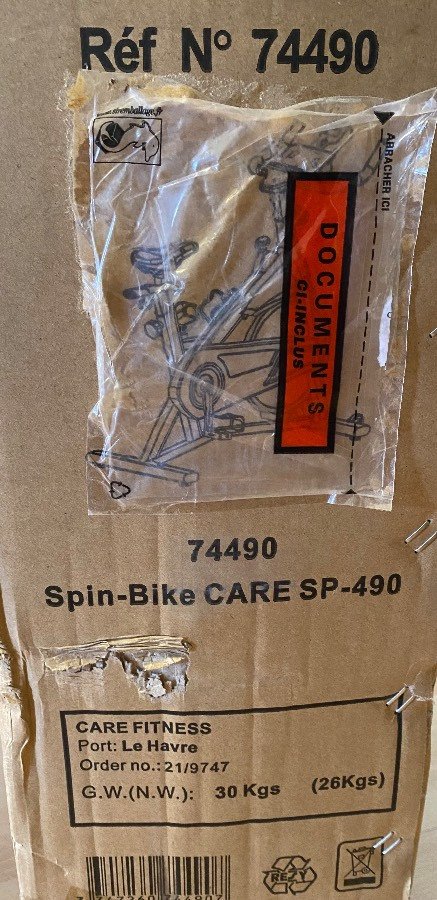 Réf N° 74490
ARRACHER ICI
DOCUMENTS
CI-INCLUS
74490
Spin-Bike CARE SP-490
CARE FITNESS
Port: Le Havre
Order no.: 21/9747
G.W.(N.W.): 30 Kgs (26Kgs)
REZY